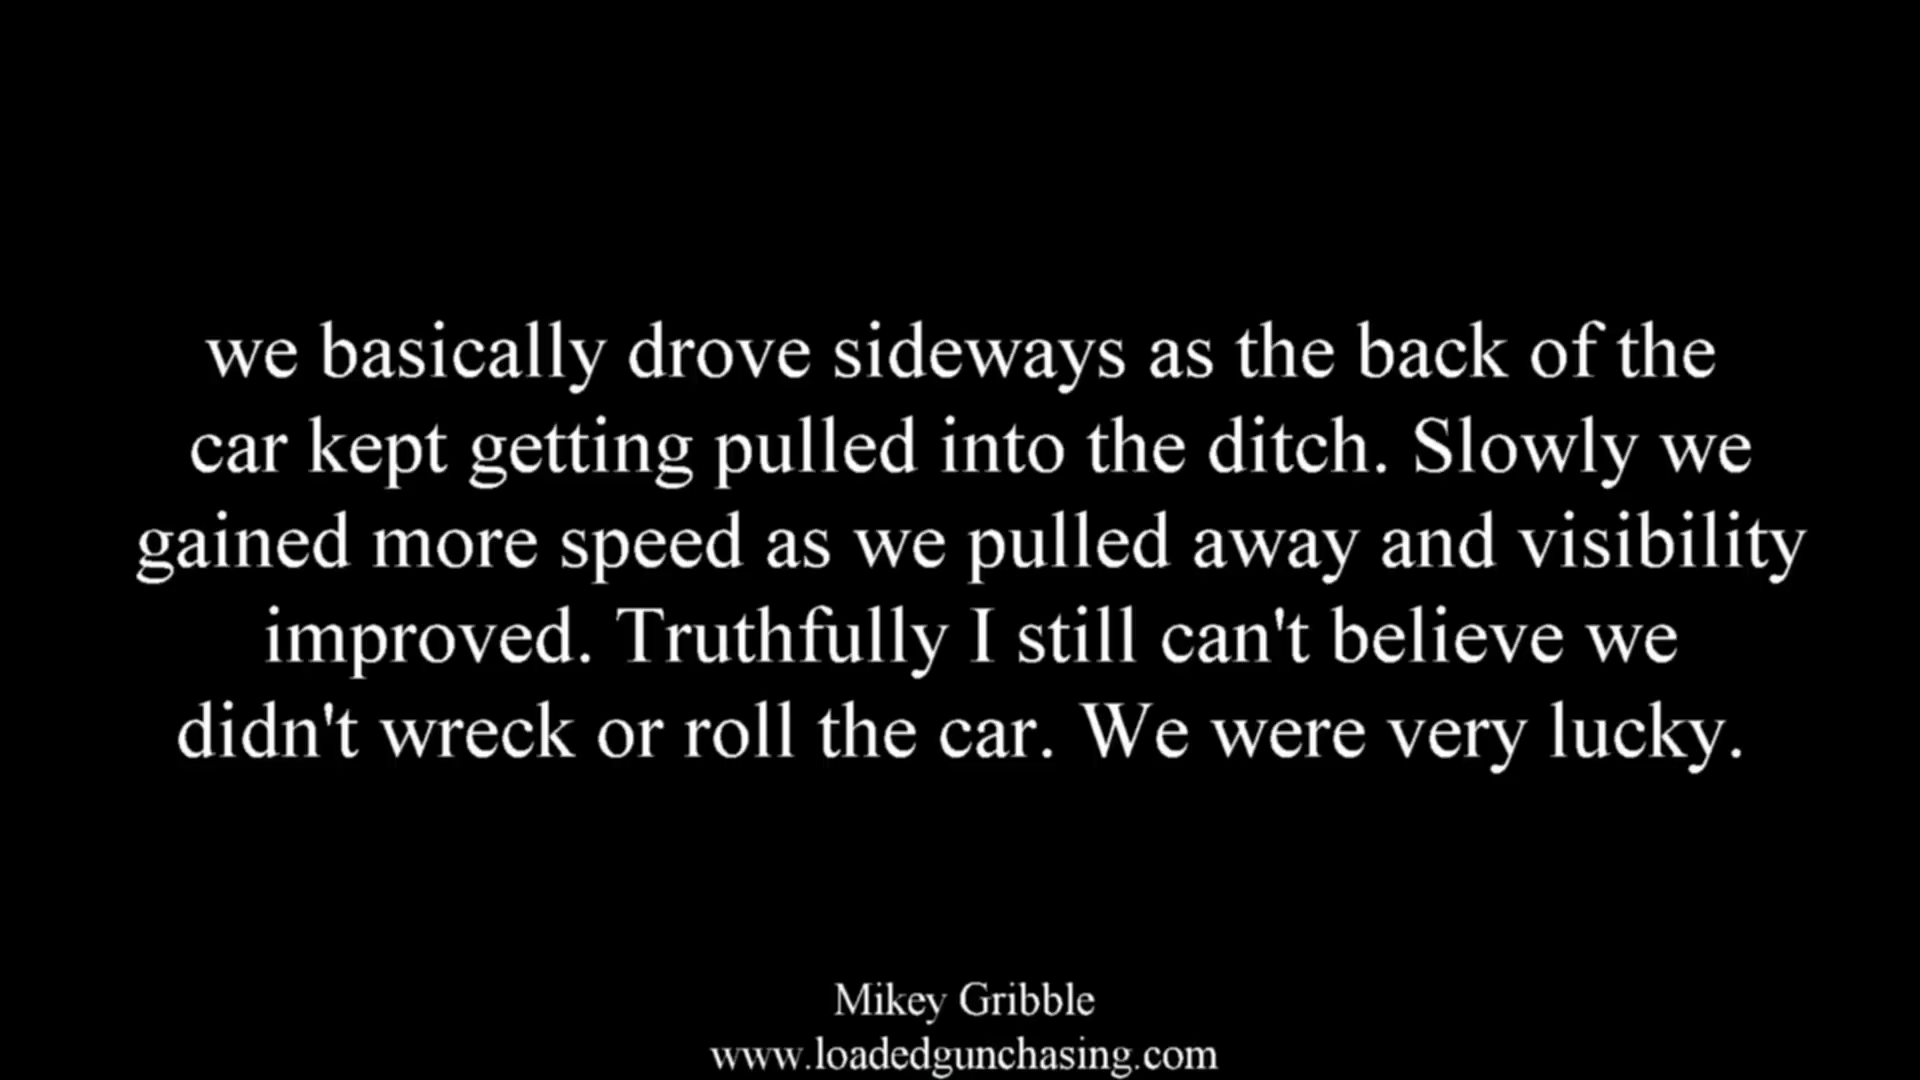 we basically drove sideways as the back of the
car kept getting pulled into the ditch. Slowly we
gained more speed as we pulled away and visibility
improved. Truthfully I still can't believe we
didn't wreck or roll the car. We were very lucky.
Mikey Gribble
www.loadedgunchasing.com